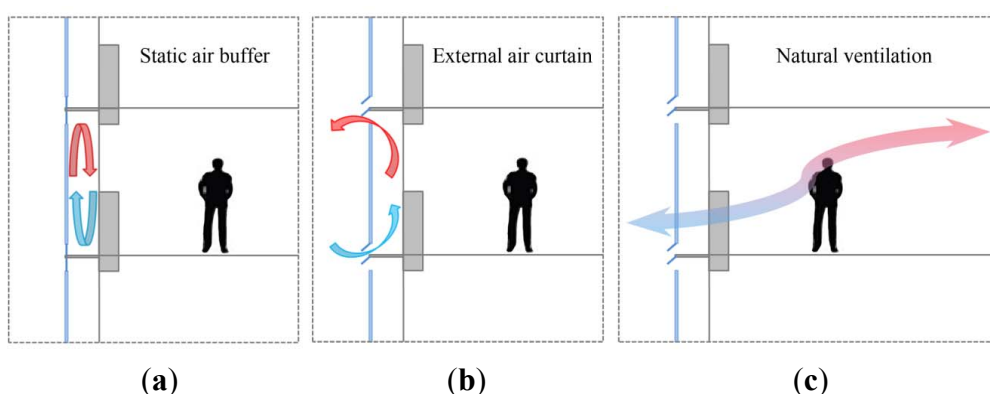 Static air buffer
External air curtain
Natural ventilation
(a)
(b)
(c)